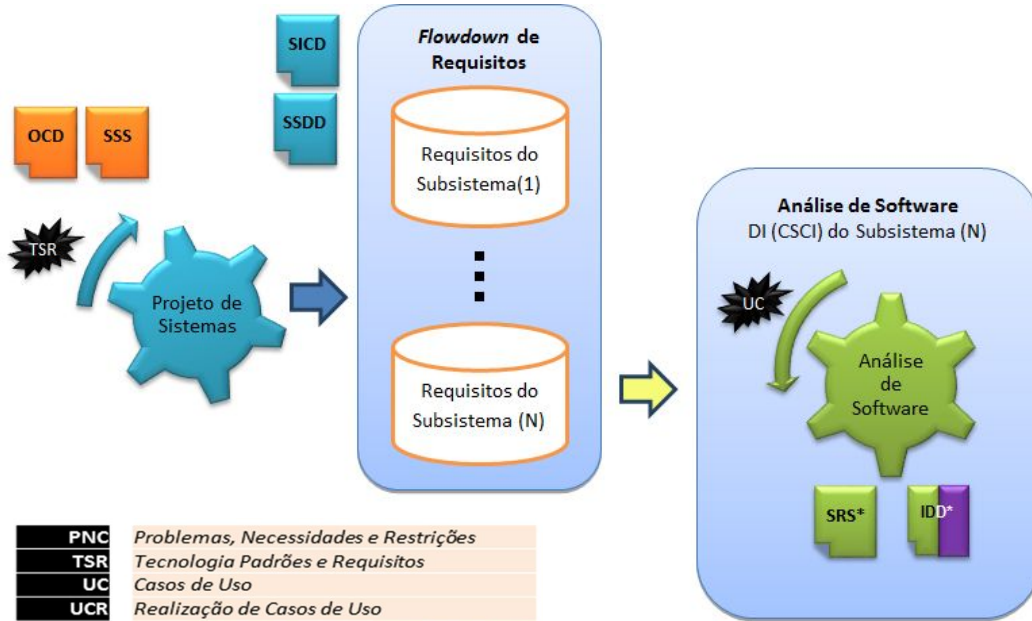 SICD
SSDD
OCD
SSS
TSR
Projeto de
Sistemas
Flowdown de
Requisitos
Requisitos do
Subsistema(1)
Requisitos do
Subsistema (N)
Análise de Software
DI (CSCI) do Subsistema (N)
UC
Análise
de
Software
SRS*
IDD*
PNC Problemas, Necessidades e Restrições
TSR Tecnologia Padrões e Requisitos
UC Casos de Uso
UCR Realização de Casos de Uso